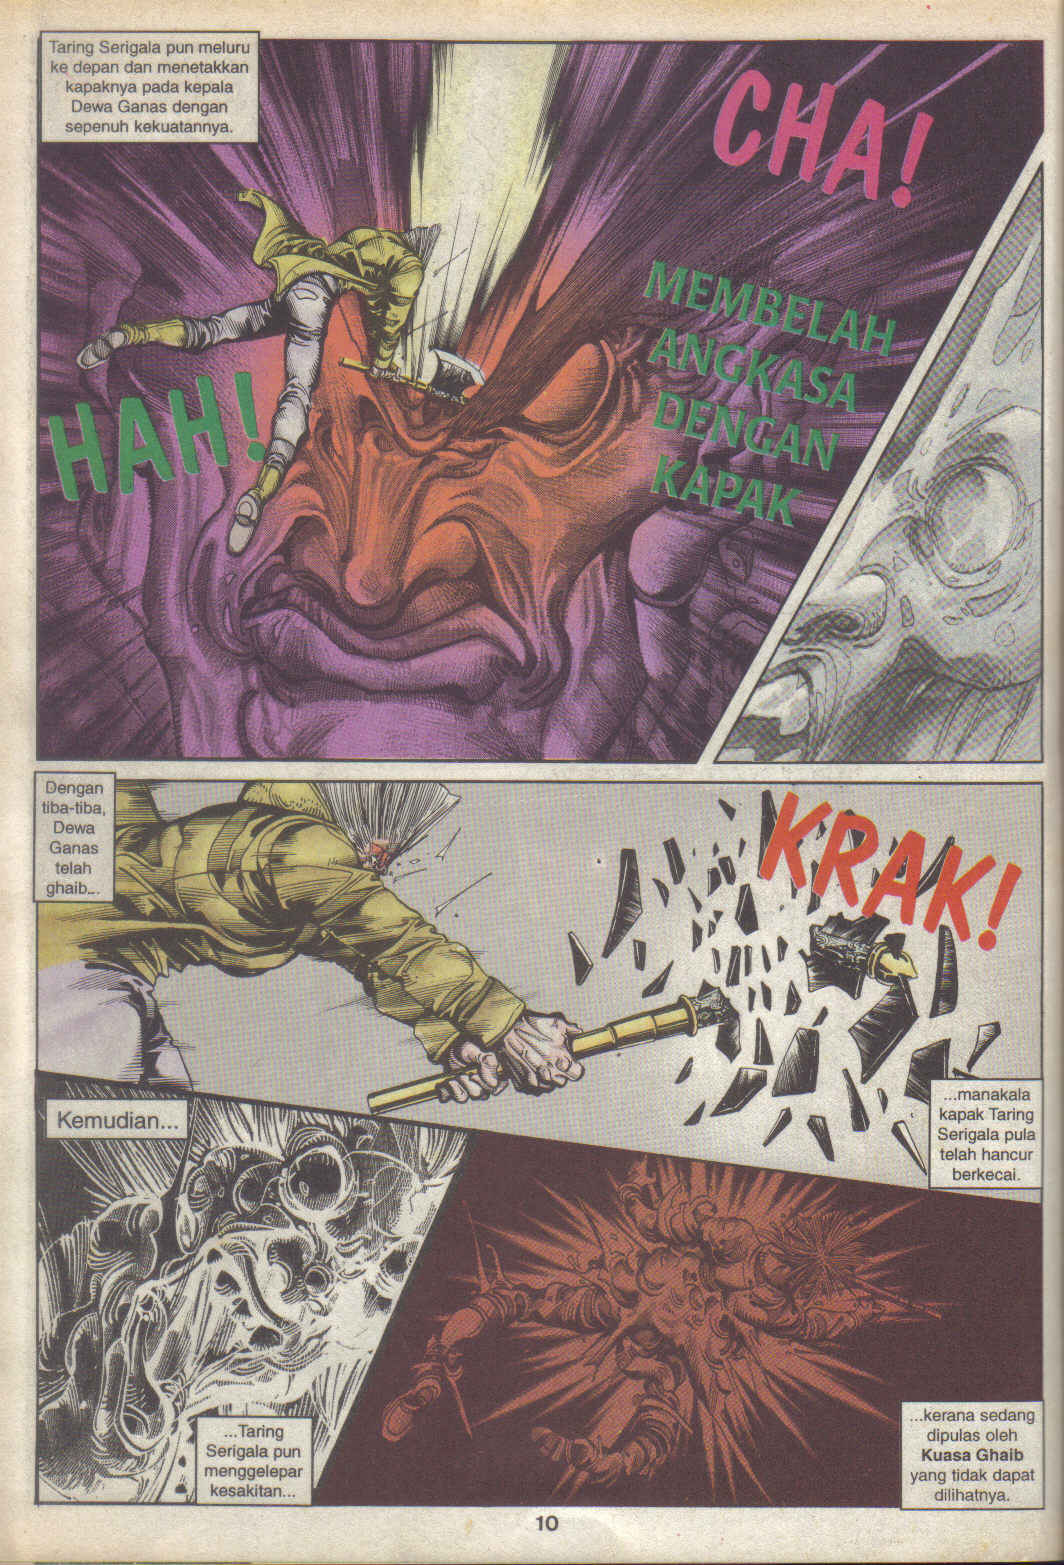 Taring Serigala pun meluru
ke depan dan menetakkan
kapaknya pada kepala
Dewa Ganas dengan
sepenuh kekuatannya.
CHA!
HAH!
MEMBELAH
ANGKASA
DENGAN
KAPAK
Dengan
tiba-tiba,
Dewa
Ganas
telah
ghaib...
KRAK!
...manakala
kapak Taring
Serigala pula
telah hancur
berkecai.
Kemudian...
...Taring
Serigala pun
menggelepar
kesakitan...
...kerana sedang
dipulas oleh
Kuasa Ghaib
yang tidak dapat
dilihatnya.
10